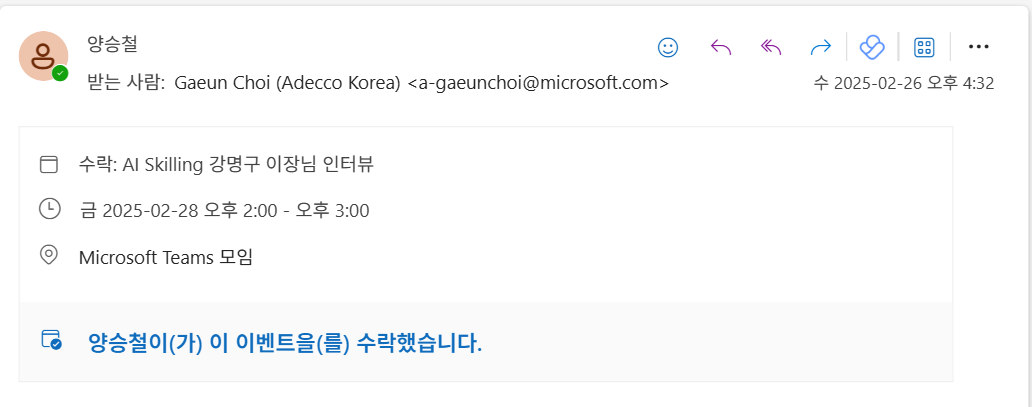 양승철
받는 사람: Gaeun Choi (Adecco Korea) <a-gaeunchoi@microsoft.com>
수 2025-02-26 오후 4:32
수락: AI Skilling 강명구 이장님 인터뷰
금 2025-02-28 오후 2:00 - 오후 3:00
Microsoft Teams 모임
양승철이(가) 이 이벤트을(를) 수락했습니다.